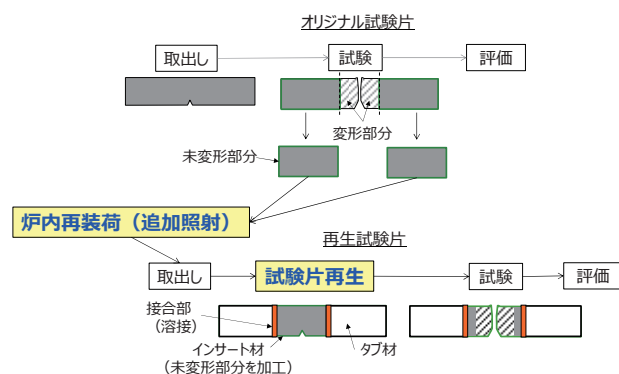 オリジナル試験片
取出し
試験
評価
変形部分
未変形部分
炉内再装荷（追加照射）
再生試験片
取出し
試験片再生
試験
評価
接合部
（溶接）
インサート材
（未変形部分を加工）
タブ材